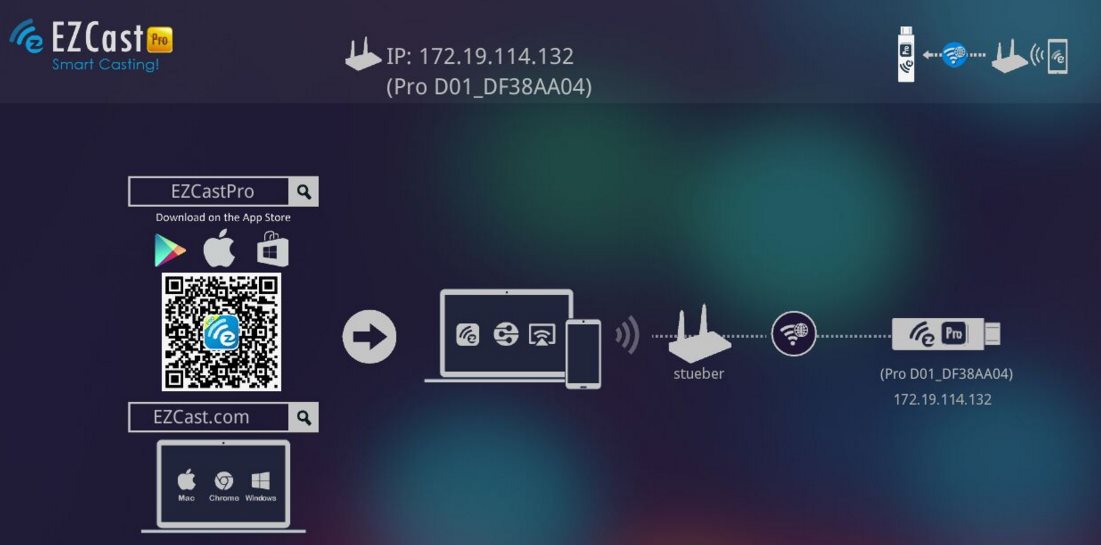 EZCast Pro
Smart Casting!
IP: 172.19.114.132
(Pro D01_DF38AA04)
Pro
EZCastPro
Download on the App Store
EZCast.com
Mac Chrome Windows
stueber
Pro
(Pro D01_DF38AA04)
172.19.114.132